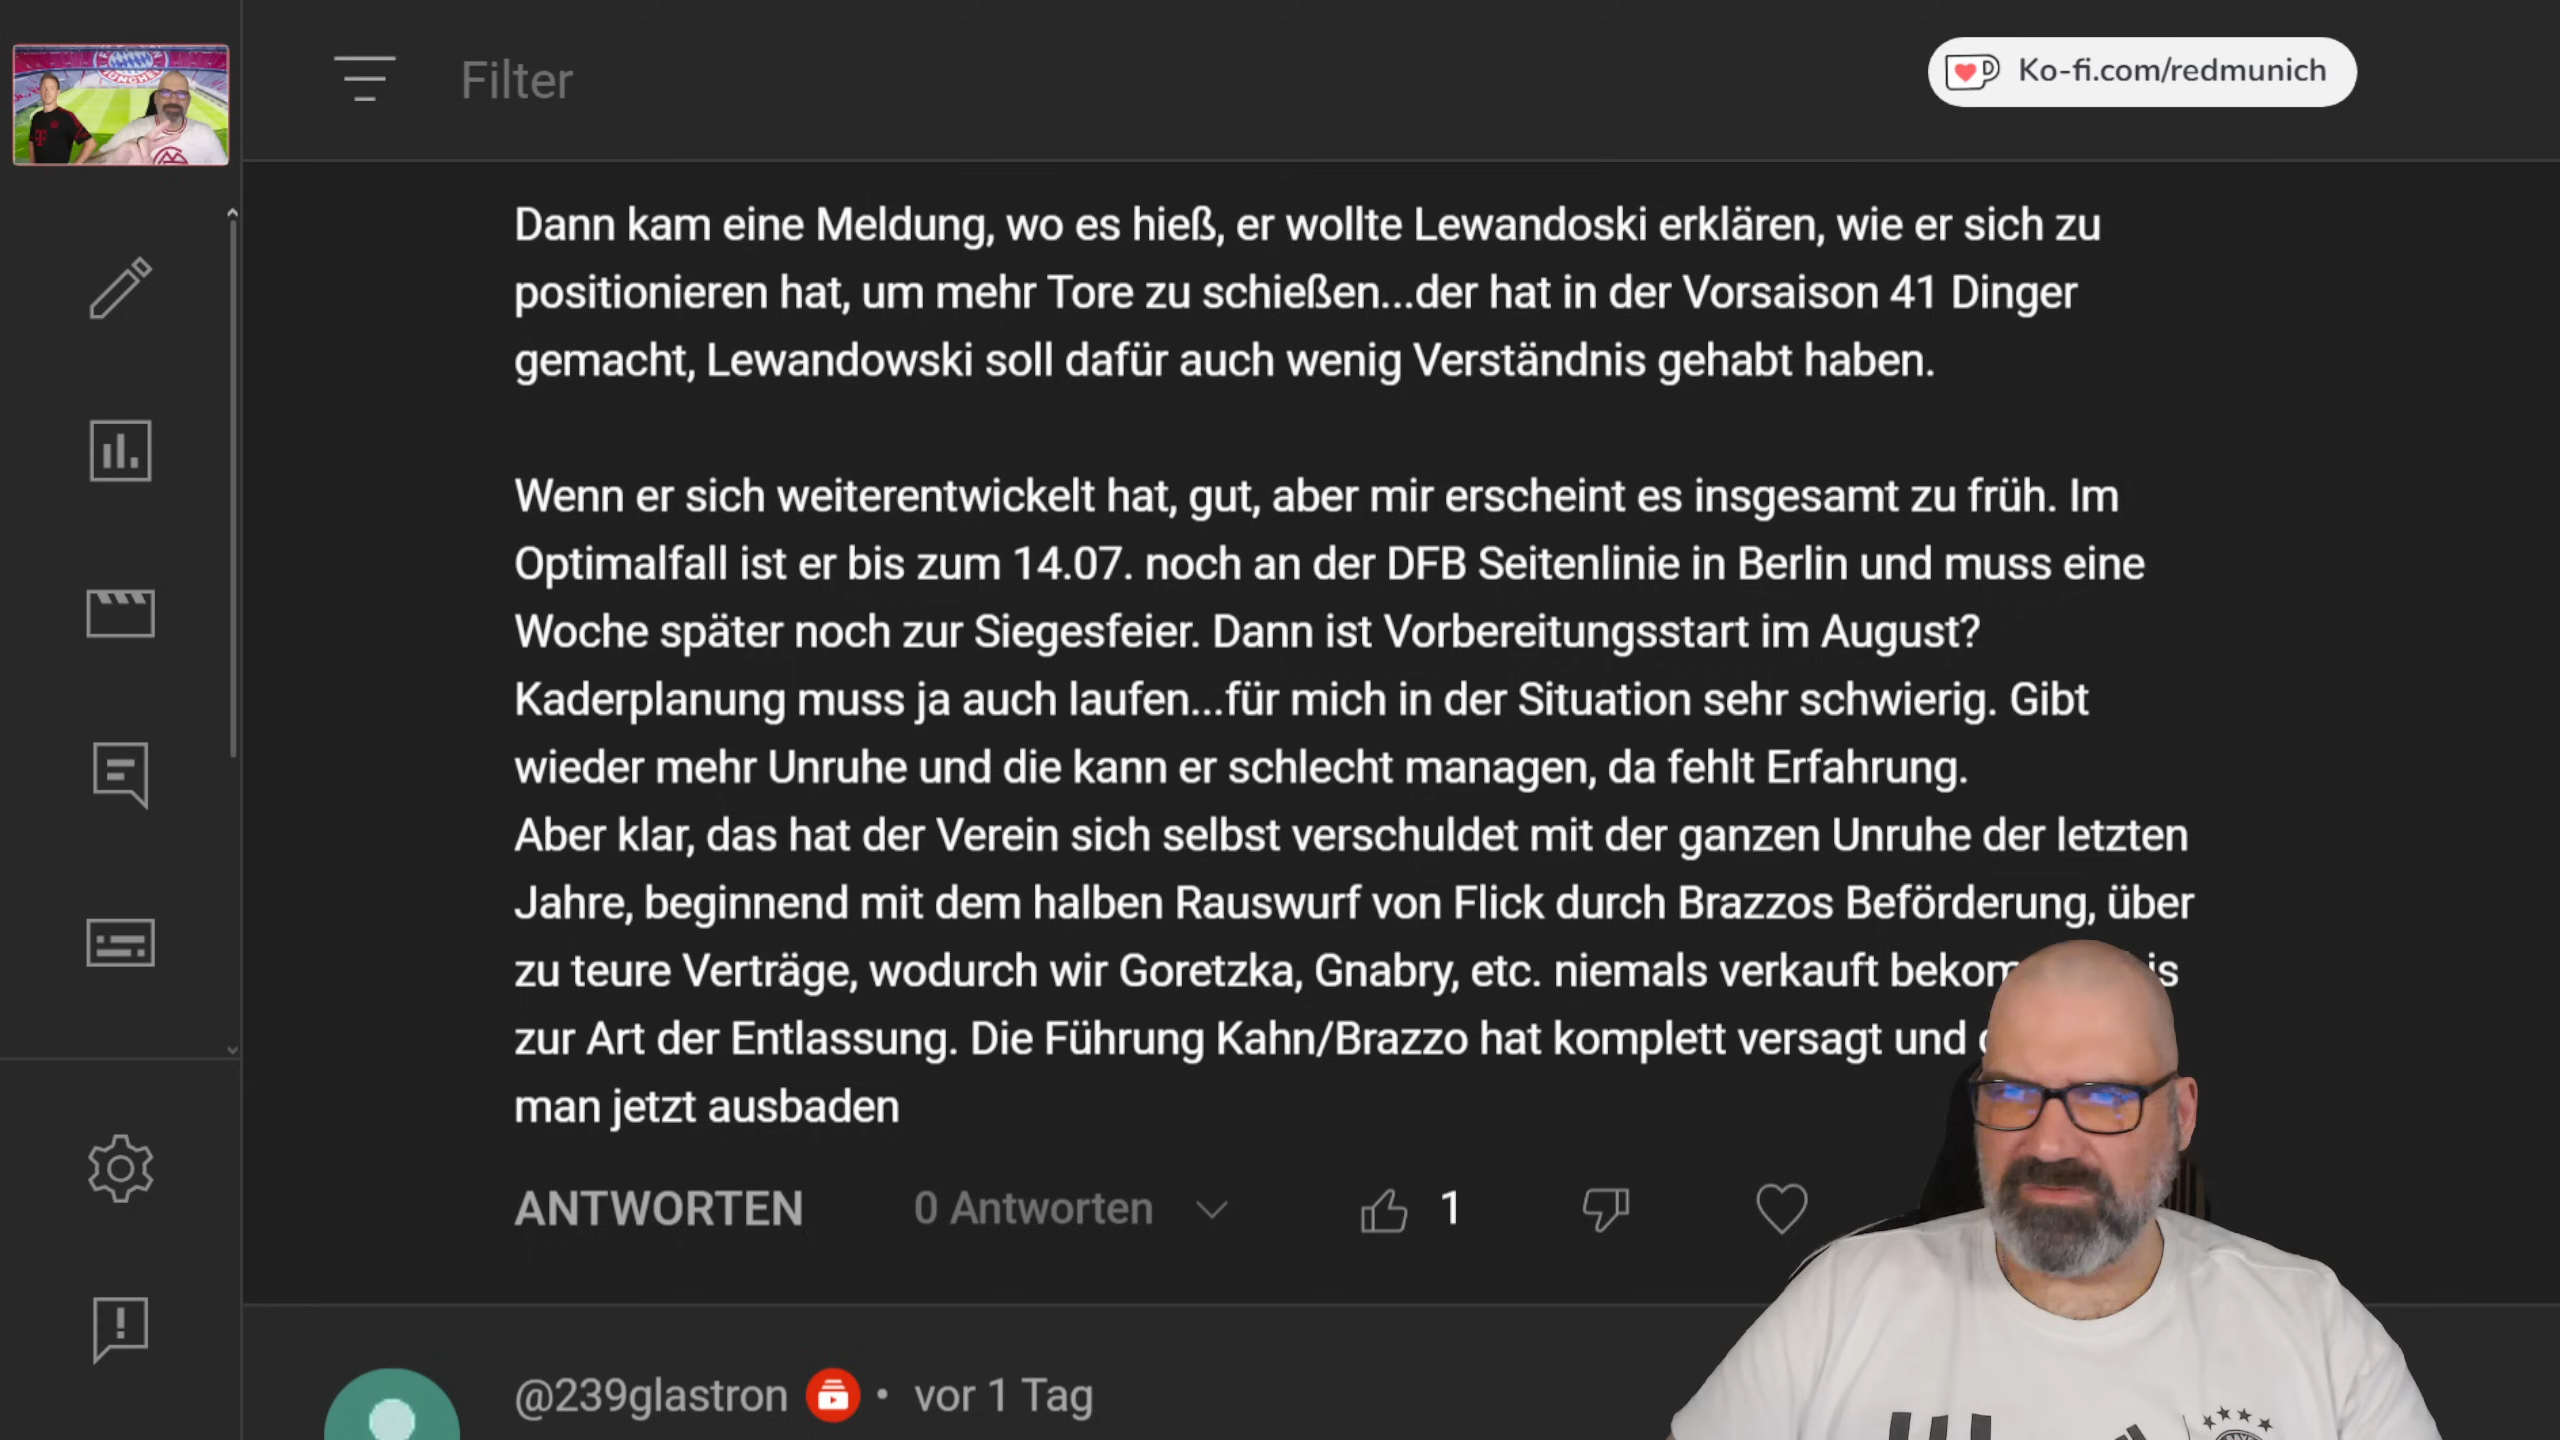 Filter
Ko-fi.com/redmunich
Dann kam eine Meldung, wo es hieß, er wollte Lewandoski erklären, wie er sich zu
positionieren hat, um mehr Tore zu schießen...der hat in der Vorsaison 41 Dinger
gemacht, Lewandowski soll dafür auch wenig Verständnis gehabt haben.
Wenn er sich weiterentwickelt hat, gut, aber mir erscheint es insgesamt zu früh. Im
Optimalfall ist er bis zum 14.07. noch an der DFB Seitenlinie in Berlin und muss eine
Woche später noch zur Siegesfeier. Dann ist Vorbereitungsstart im August?
Kaderplanung muss ja auch laufen...für mich in der Situation sehr schwierig. Gibt
wieder mehr Unruhe und die kann er schlecht managen, da fehlt Erfahrung.
Aber klar, das hat der Verein sich selbst verschuldet mit der ganzen Unruhe der letzten
Jahre, beginnend mit dem halben Rauswurf von Flick durch Brazzos Beförderung, über
zu teure Verträge, wodurch wir Goretzka, Gnabry, etc. niemals verkauft
zur Art der Entlassung. Die Führung Kahn/Brazzo hat komplett versagt und
man jetzt ausbaden
ANTWORTEN 0 Antworten 1
@239glastron • vor 1 Tag